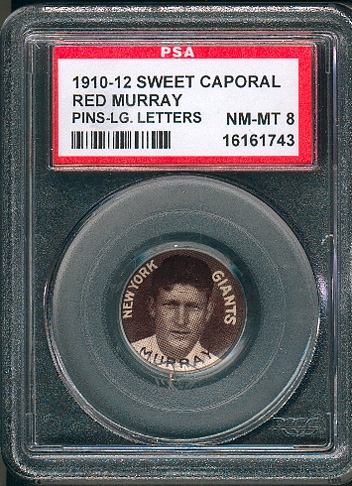 PSA
1910-12 SWEET CAPORAL
RED MURRAY
PINS-LG. LETTERS NM-MT 8
16161743
NEW YORK GIANTS
MURRAY